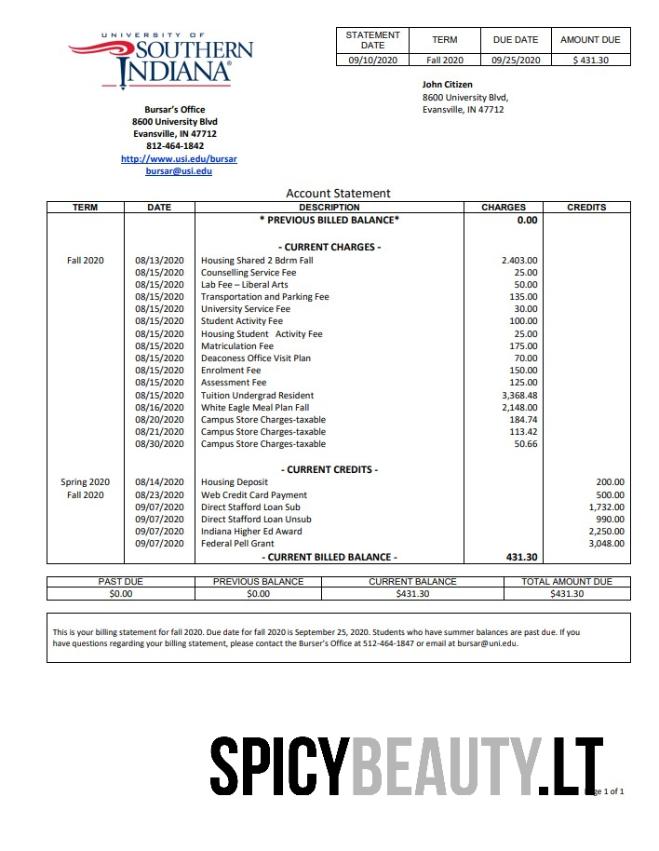 UNIVERSITY OF
SOUTHERN
INDIANA®
Bursar's Office
8600 University Blvd
Evansville, IN 47712
812-464-1842
http://www.usi.edu/bursar
bursar@usi.edu
STATEMENT DATE TERM DUE DATE AMOUNT DUE
09/10/2020 Fall 2020 09/25/2020 $ 431.30
John Citizen
8600 University Blvd,
Evansville, IN 47712
Account Statement
TERM DATE DESCRIPTION CHARGES CREDITS
* PREVIOUS BILLED BALANCE* 0.00
- CURRENT CHARGES -
Fall 2020 08/13/2020 Housing Shared 2 Bdrm Fall 2.403.00
08/15/2020 Counselling Service Fee 25.00
08/15/2020 Lab Fee – Liberal Arts 50.00
08/15/2020 Transportation and Parking Fee 135.00
08/15/2020 University Service Fee 30.00
08/15/2020 Student Activity Fee 100.00
08/15/2020 Housing Student Activity Fee 25.00
08/15/2020 Matriculation Fee 175.00
08/15/2020 Deaconess Office Visit Plan 70.00
08/15/2020 Enrolment Fee 150.00
08/15/2020 Assessment Fee 125.00
08/15/2020 Tuition Undergrad Resident 3,368.48
08/16/2020 White Eagle Meal Plan Fall 2,148.00
08/20/2020 Campus Store Charges-taxable 184.74
08/21/2020 Campus Store Charges-taxable 113.42
08/30/2020 Campus Store Charges-taxable 50.66
- CURRENT CREDITS -
Spring 2020 08/14/2020 Housing Deposit 200.00
Fall 2020 08/23/2020 Web Credit Card Payment 500.00
09/07/2020 Direct Stafford Loan Sub 1,732.00
09/07/2020 Direct Stafford Loan Unsub 990.00
09/07/2020 Indiana Higher Ed Award 2,250.00
09/07/2020 Federal Pell Grant 3,048.00
- CURRENT BILLED BALANCE - 431.30
PAST DUE PREVIOUS BALANCE CURRENT BALANCE TOTAL AMOUNT DUE
$0.00 $0.00 $431.30 $431.30
This is your billing statement for fall 2020. Due date for fall 2020 is September 25, 2020. Students who have summer balances are past due. If you
have questions regarding your billing statement, please contact the Burser's Office at 512-464-1847 or email at bursar@uni.edu.
SPICYBEAUTY.LT
1 of 1